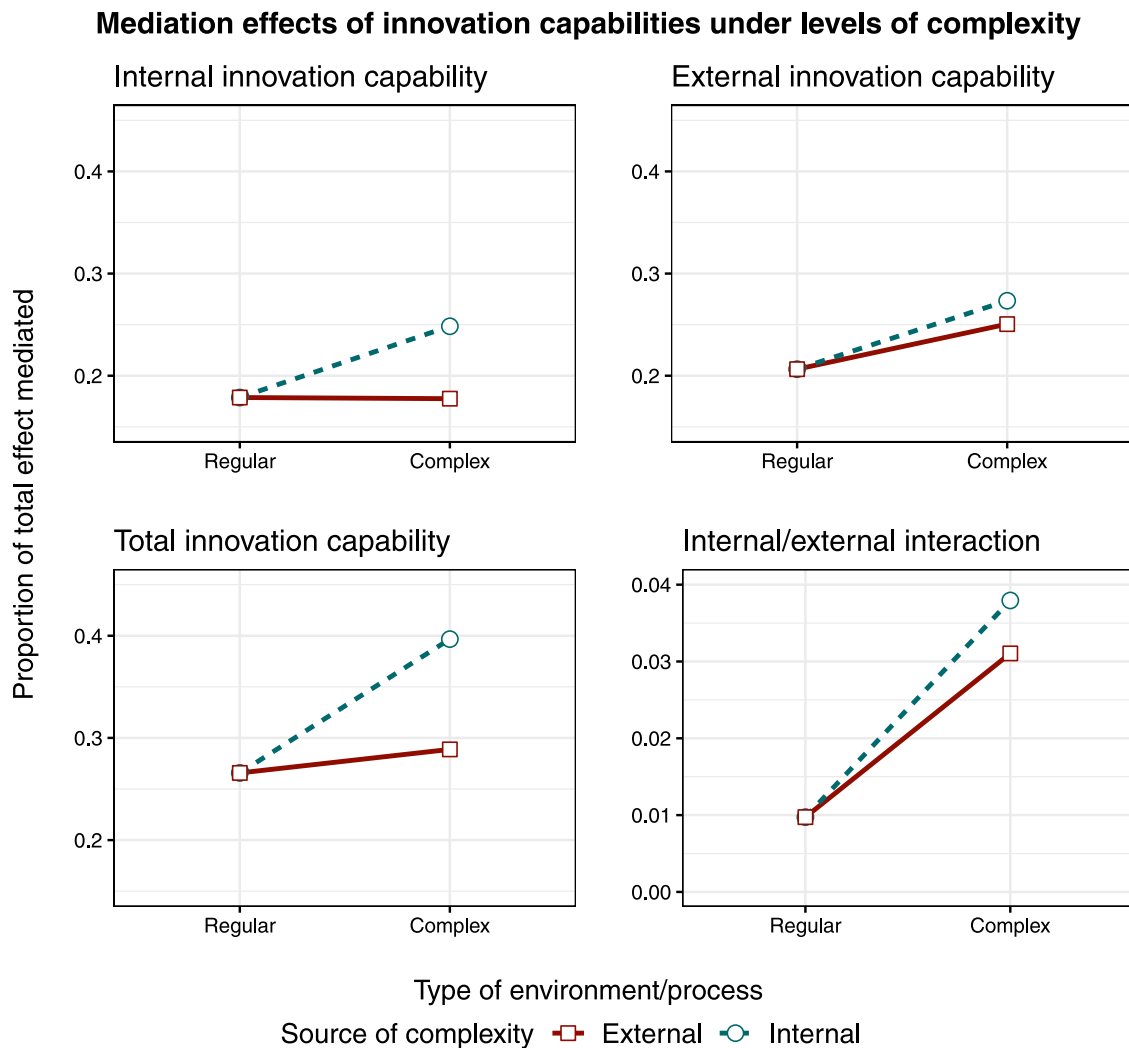 Mediation effects of innovation capabilities under levels of complexity
Internal innovation capability
External innovation capability
0.4
0.3
0.2
Regular
Complex
0.4
0.3
0.2
Regular
Complex
Proportion of total effect mediated
Total innovation capability
Internal/external interaction
0.4
0.3
0.2
Regular
Complex
0.04
0.03
0.02
0.01
0.00
Regular
Complex
Type of environment/process
Source of complexity External Internal